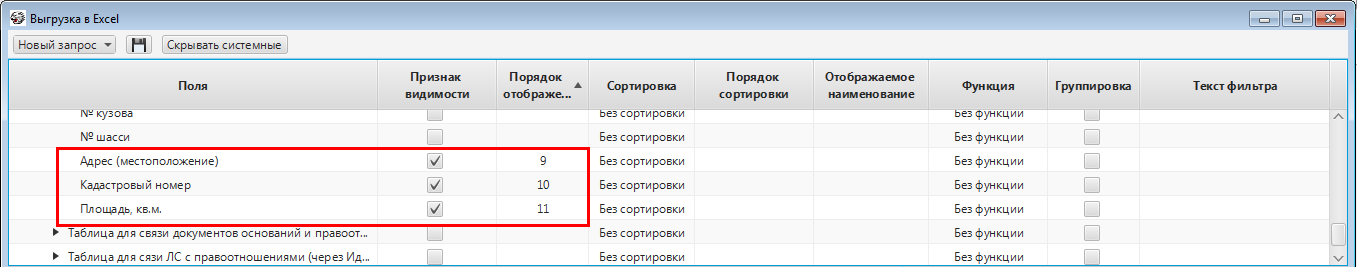 Выгрузка в Excel
Новый запрос Скрывать системные
Поля Признак видимости Порядок отображе... Сортировка Порядок сортировки Отображаемое наименование Функция Группировка Текст фильтра
№ кузова Без сортировки Без функции
№ шасси Без сортировки Без функции
Адрес (местоположение) 9 Без сортировки Без функции
Кадастровый номер 10 Без сортировки Без функции
Площадь, кв.м. 11 Без сортировки Без функции
Таблица для связи документов оснований и правоот... Без сортировки Без функции
Таблица для сязи ЛС с правоотношениями (через Ид... Без сортировки Без функции